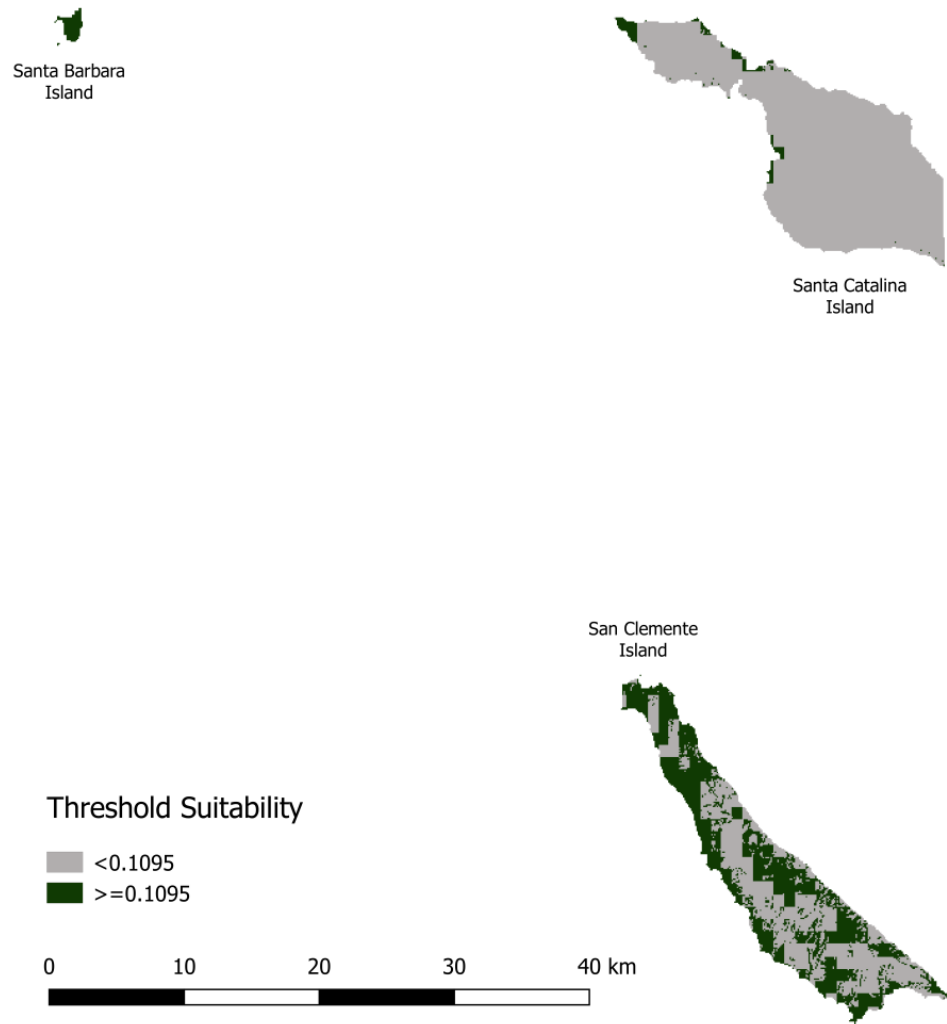 Santa Barbara
Island
Santa Catalina
Island
San Clemente
Island
Threshold Suitability
<0.1095
>=0.1095
0 10 20 30 40 km